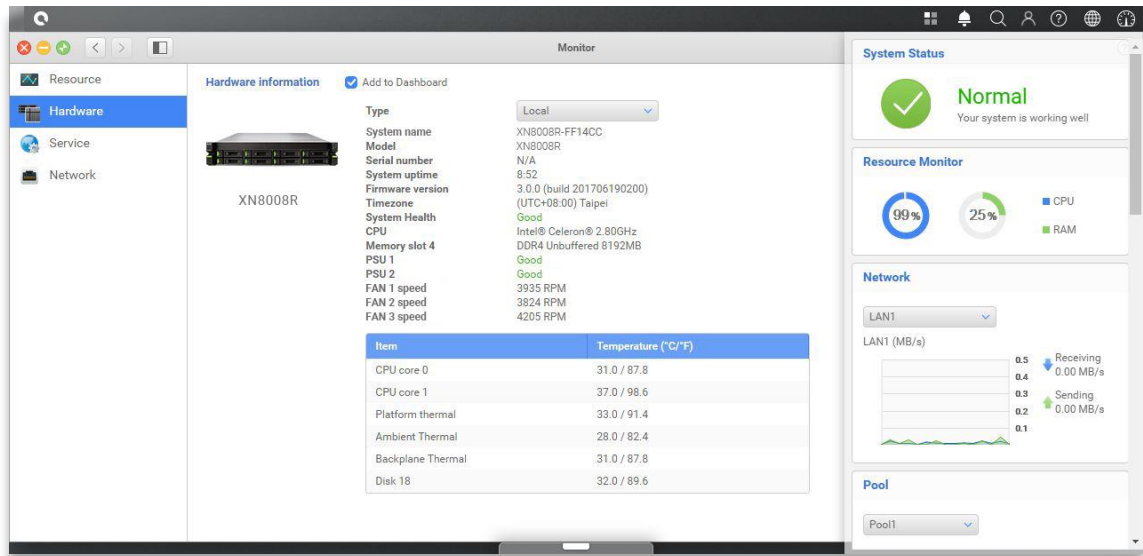 Monitor
Resource
Hardware
Service
Network
Hardware information
Add to Dashboard
XN8008R
Type Local
System name XN8008R-FF14CC
Model XN8008R
Serial number N/A
System uptime 8:52
Firmware version 3.0.0 (build 201706190200)
Timezone (UTC+08:00) Taipei
System Health Good
CPU Intel® Celeron® 2.80GHz
Memory slot 4 DDR4 Unbuffered 8192MB
PSU 1 Good
PSU 2 Good
FAN 1 speed 3935 RPM
FAN 2 speed 3824 RPM
FAN 3 speed 4205 RPM
Item Temperature (°C/°F)
CPU core 0 31.0 / 87.8
CPU core 1 37.0 / 98.6
Platform thermal 33.0 / 91.4
Ambient Thermal 28.0 / 82.4
Backplane Thermal 31.0 / 87.8
Disk 18 32.0 / 89.6
System Status
Normal
Your system is working well
Resource Monitor
99%
25%
CPU
RAM
Network
LAN1
LAN1 (MB/s)
0.5
0.4
0.3
0.2
0.1
Receiving
0.00 MB/s
Sending
0.00 MB/s
Pool
Pool1